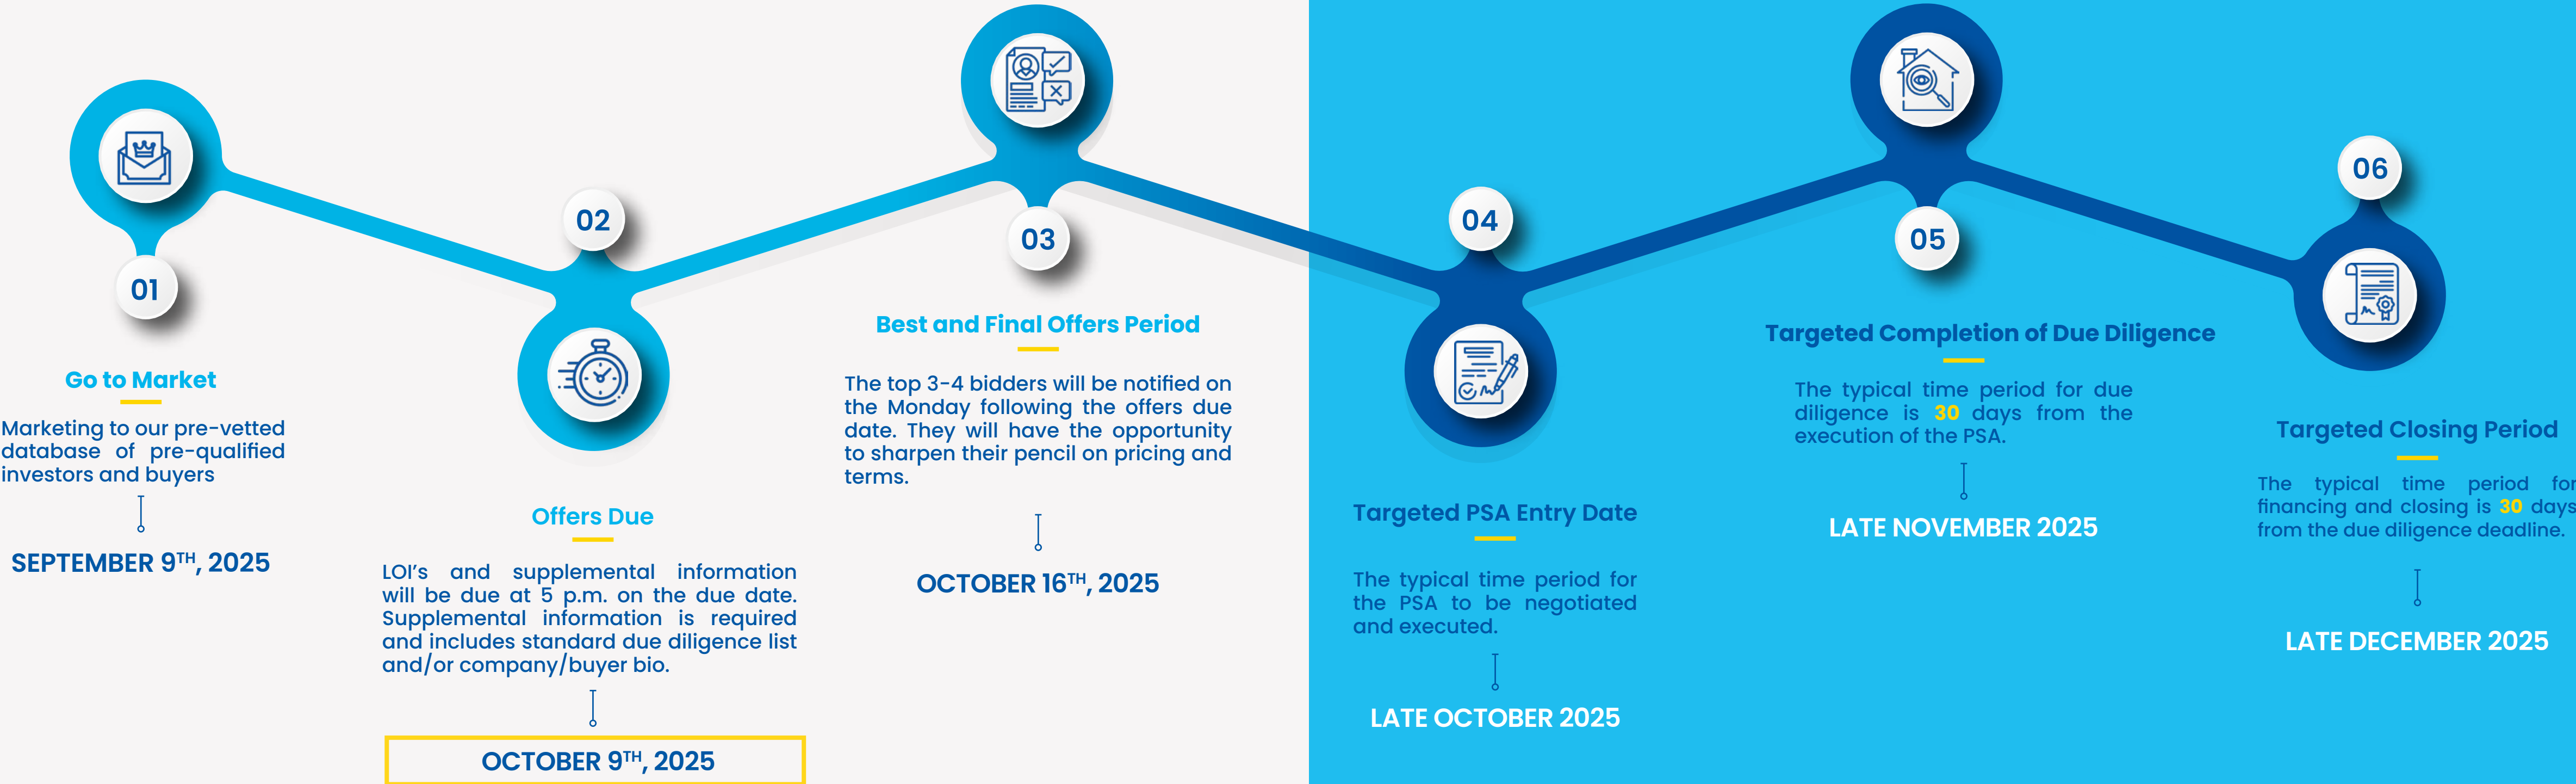 01
Go to Market
Marketing to our pre-vetted
database of pre-qualified
investors and buyers
SEPTEMBER 9TH, 2025
02
Offers Due
LOI’s and supplemental information
will be due at 5 p.m. on the due date.
Supplemental information is required
and includes standard due diligence list
and/or company/buyer bio.
OCTOBER 9TH, 2025
03
Best and Final Offers Period
The top 3-4 bidders will be notified on
the Monday following the offers due
date. They will have the opportunity
to sharpen their pencil on pricing and
terms.
OCTOBER 16TH, 2025
04
Targeted PSA Entry Date
The typical time period for
the PSA to be negotiated
and executed.
LATE OCTOBER 2025
05
Targeted Completion of Due Diligence
The typical time period for due
diligence is 30 days from the
execution of the PSA.
LATE NOVEMBER 2025
06
Targeted Closing Period
The typical time period for
financing and closing is 30 days
from the due diligence deadline.
LATE DECEMBER 2025